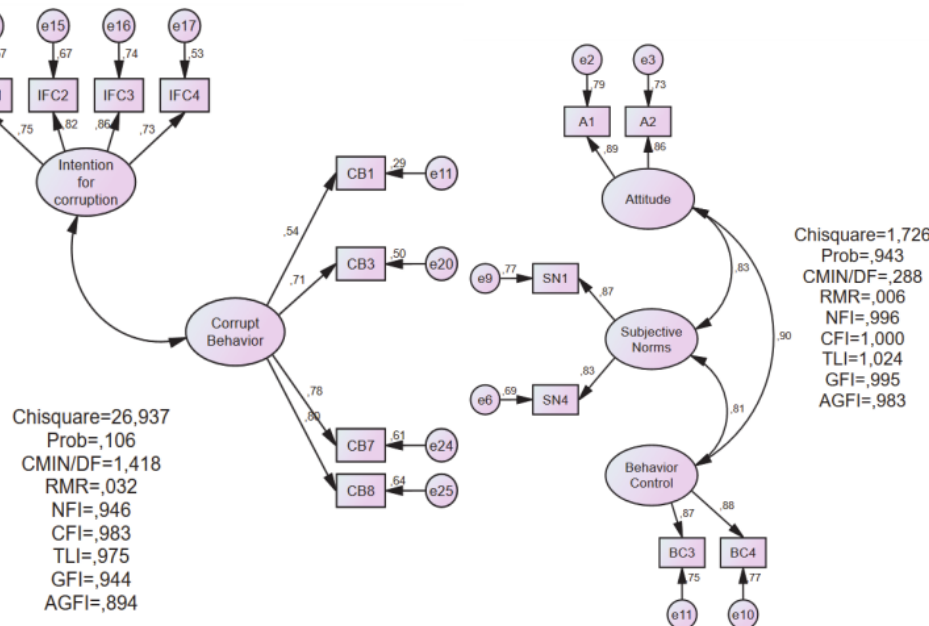 e15
e16
e17
,67
,74
,53
IFC2
IFC3
IFC4
,75
,82
,86
,73
Intention
for
corruption
CB1
,29
e11
,54
CB3
,50
e20
,71
Corrupt
Behavior
,78
,80
CB7
,61
e24
CB8
,64
e25
Chisquare=26,937
Prob=,106
CMIN/DF=1,418
RMR=,032
NFI=,946
CFI=,983
TLI=,975
GFI=,944
AGFI=,894
e2
e3
,79
,73
A1
A2
,89
,86
Attitude
,83
e9
,77
SN1
,87
Subjective
Norms
,90
,83
e6
,69
SN4
,81
Behavior
Control
,87
,88
BC3
BC4
,75
,77
e11
e10
Chisquare=1,726
Prob=,943
CMIN/DF=,288
RMR=,006
NFI=,996
CFI=1,000
TLI=1,024
GFI=,995
AGFI=,983